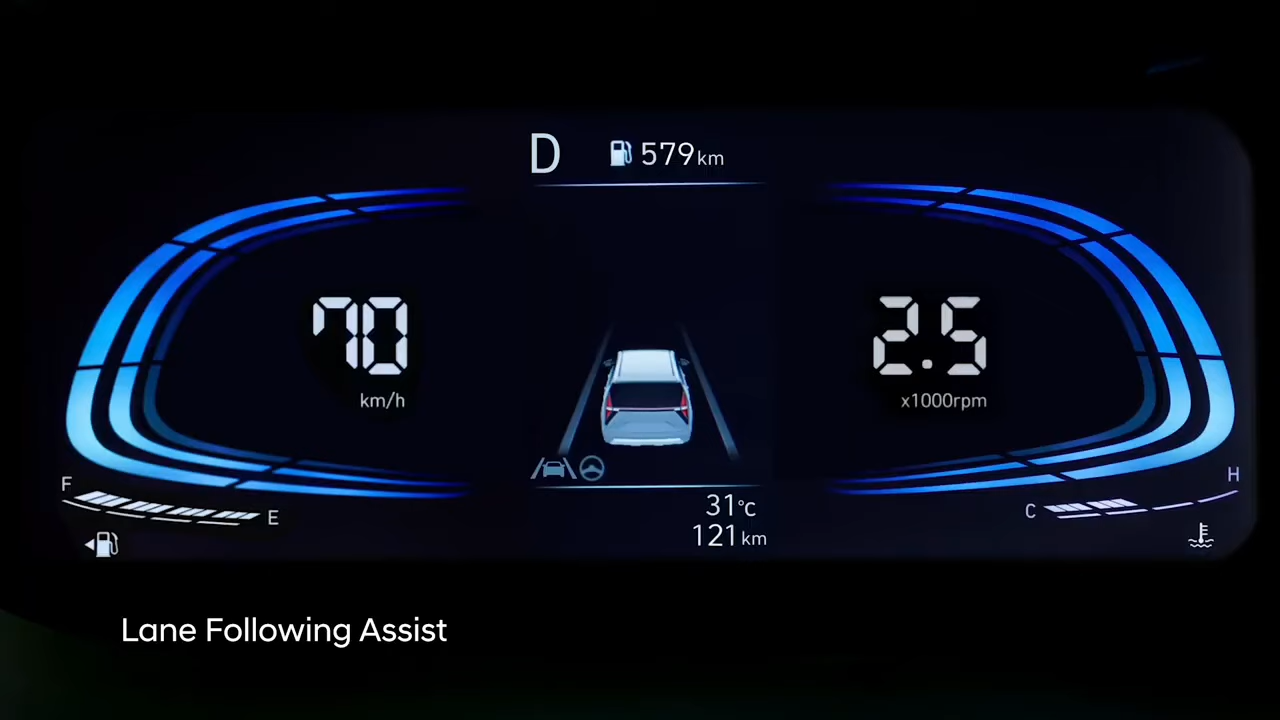 D 579km
70
km/h
2.5
x1000rpm
F
E
C
H
31°C
121km
Lane Following Assist